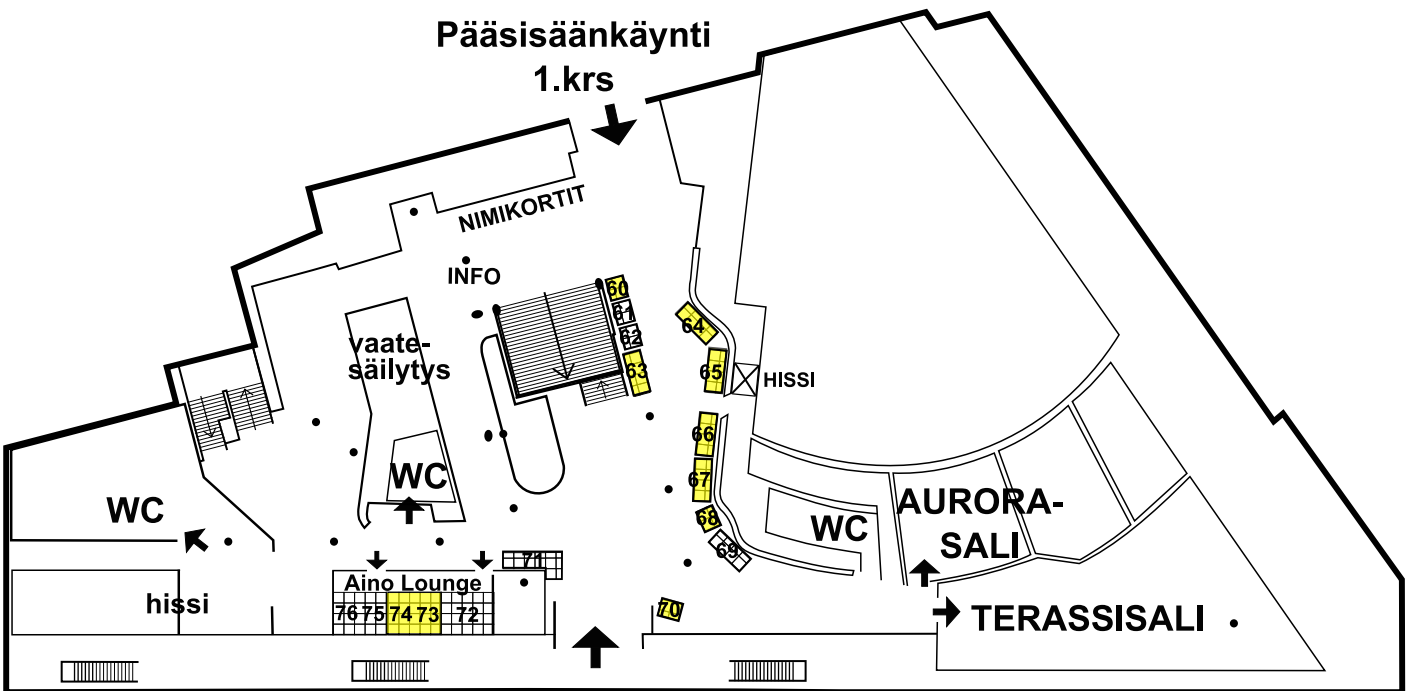 Pääsisäänkäynti
1.krs
NIMIKORTIT
INFO
60
61
62
63
64
65
HISSI
vaate-
säilytys
66
67
68
69
WC
WC
WC
AURORA-
SALI
71
Aino Lounge
76 75 74 73 72
hissi
70
TERASSISALI